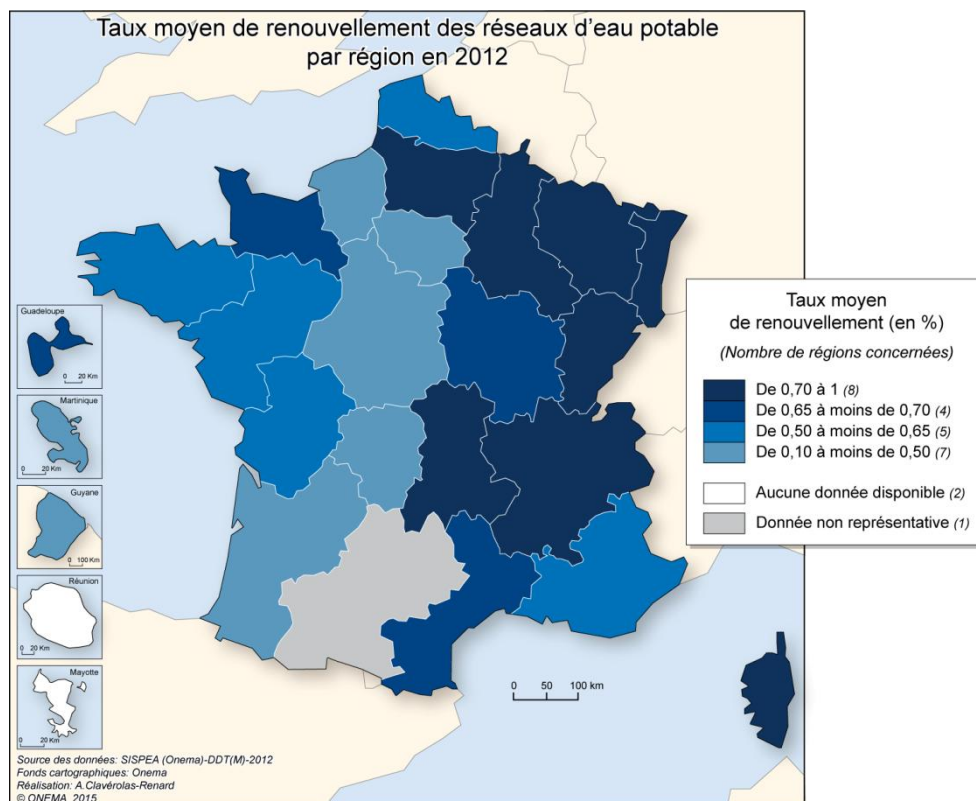 Taux moyen de renouvellement des réseaux d'eau potable
par région en 2012
Guadeloupe
0 20 Km
Martinique
0 20 Km
Guyane
0 100 Km
Réunion
0 20 Km
Mayotte
0 20 Km
Taux moyen
de renouvellement (en %)
(Nombre de régions concernées)
De 0,70 à 1 (8)
De 0,65 à moins de 0,70 (4)
De 0,50 à moins de 0,65 (5)
De 0,10 à moins de 0,50 (7)
Aucune donnée disponible (2)
Donnée non représentative (1)
0 50 100 km
Source des données: SISPEA (Onema)-DDT(M)-2012
Fonds cartographiques: Onema
Réalisation: A.Clavérolas-Renard
© ONEMA, 2015